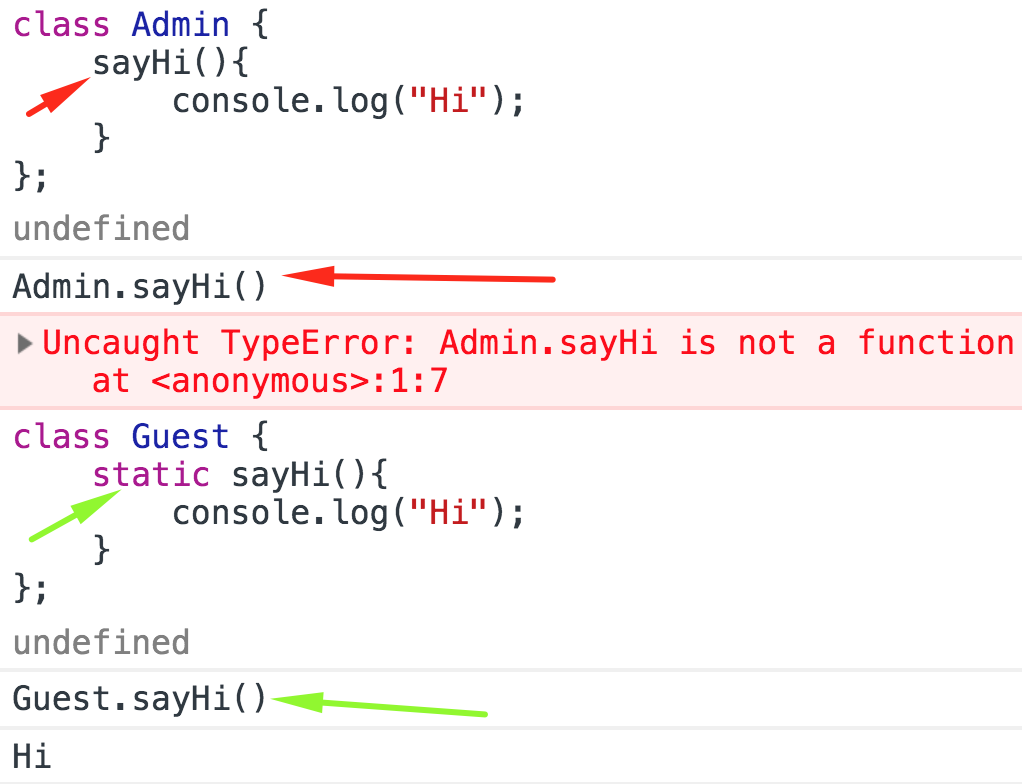 class Admin {
    sayHi(){
        console.log("Hi");
    }
};
undefined
Admin.sayHi()
Uncaught TypeError: Admin.sayHi is not a function
    at <anonymous>:1:7
class Guest {
    static sayHi(){
        console.log("Hi");
    }
};
undefined
Guest.sayHi()
Hi